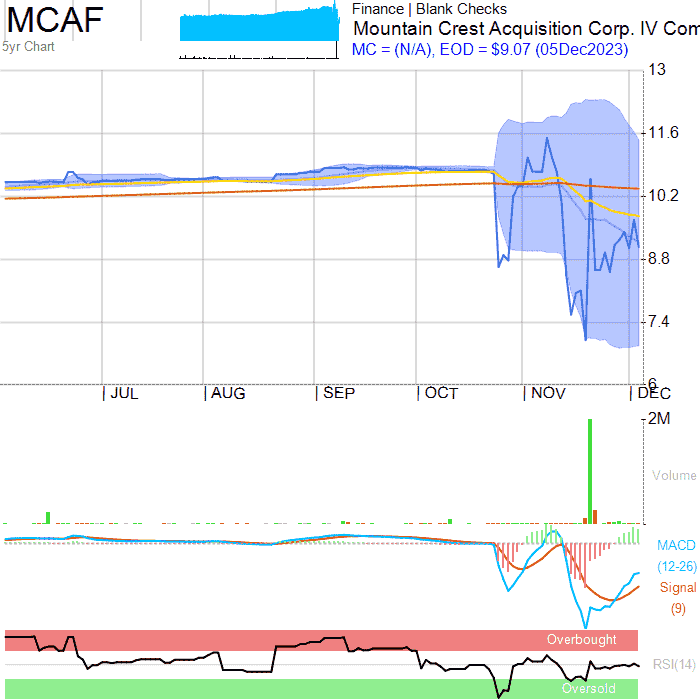 MCAF
5yr Chart
Finance | Blank Checks
Mountain Crest Acquisition Corp. IV Com
MC = (N/A), EOD = $9.07 (05Dec2023)
13
11.6
10.2
8.8
7.4
6
| JUL | AUG | SEP | OCT | NOV | DEC
2M
Volume
MACD
(12-26)
Signal
(9)
Overbought
RSI(14)
Oversold